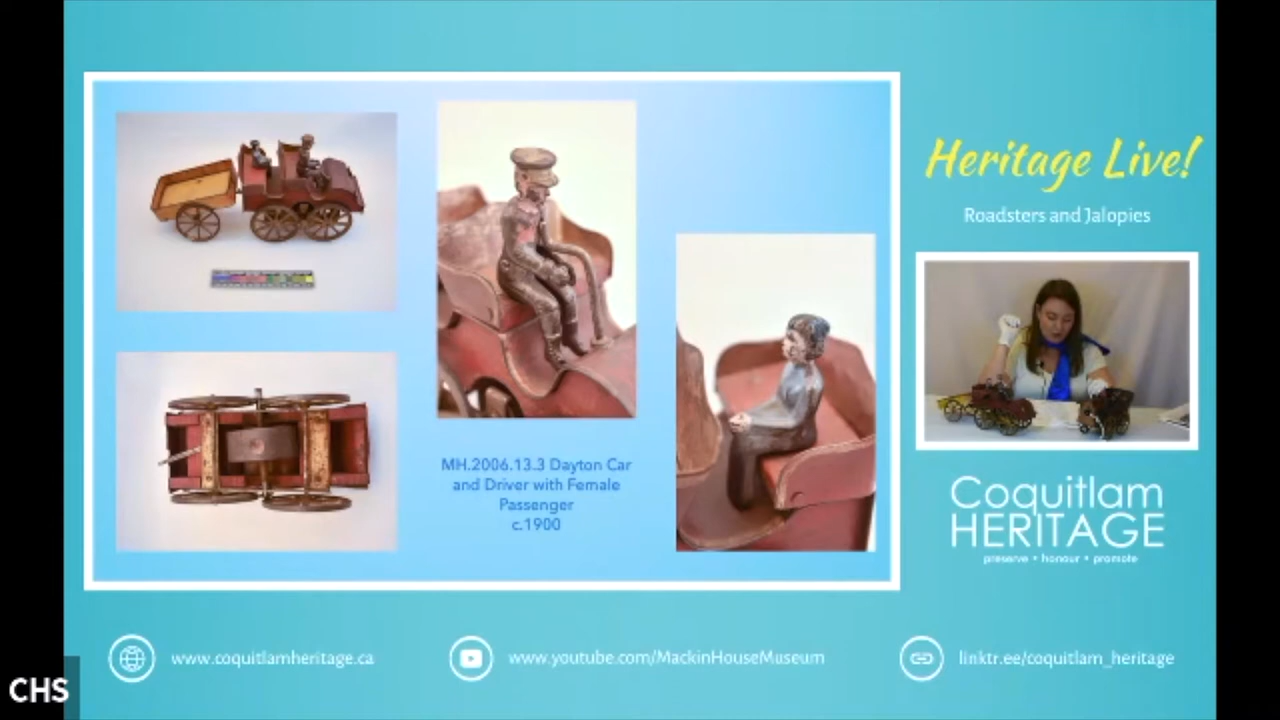 Heritage Live!
Roadsters and Jalopies
MH.2006.13.3 Dayton Car
and Driver with Female
Passenger
c.1900
Coquitlam
HERITAGE
preserve • honour • promote
www.coquitlamheritage.ca
www.youtube.com/MackinHouseMuseum
linktr.ee/coquitlam_heritage
CHS